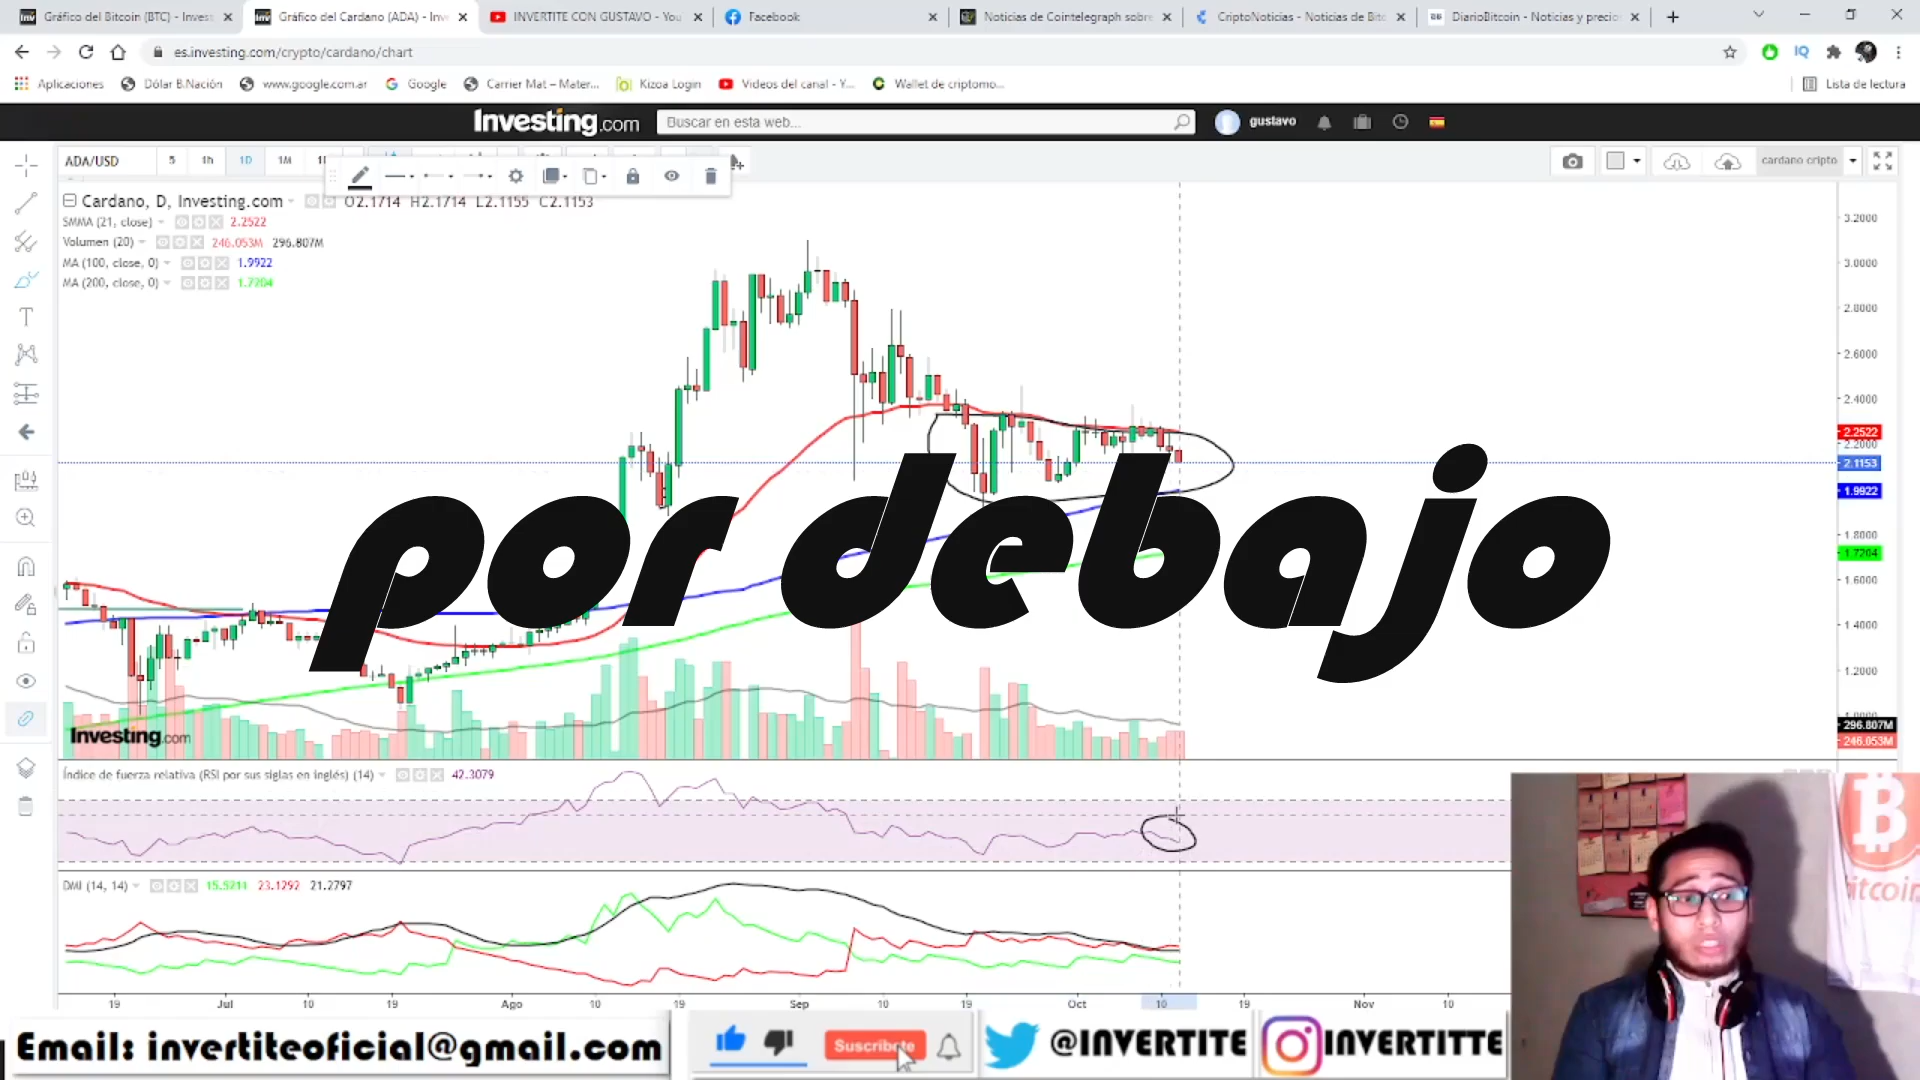 Gráfico del Bitcoin (BTC) - Inves
Gráfico del Cardano (ADA) - Inv
INVERTITE CON GUSTAVO - You
Facebook
Noticias de Cointelegraph sobre
CriptoNoticias - Noticias de Bitc
DiarioBitcoin - Noticias y precio
es.investing.com/crypto/cardano/chart
Aplicaciones
Dólar B.Nación
www.google.com.ar
Google
Carrier Mat – Mater...
Kizoa Login
Videos del canal - Y...
Wallet de criptomo...
Lista de lectura
Investing.com
Buscar en esta web...
gustavo
ADA/USD
5
1h
1D
1M
cardano cripto
Cardano, D, Investing.com
O2.1714 H2.1714 L2.1155 C2.1153
SMMA (21, close) 2.2522
Volumen (20) 246.053M 296.807M
MA (100, close, 0) 1.9922
MA (200, close, 0) 1.7204
3.2000
3.0000
2.8000
2.6000
2.4000
2.2522
2.2000
2.1153
1.9922
1.8000
1.7204
1.6000
1.4000
1.2000
1.0000
296.807M
246.053M
por debajo
Investing.com
Índice de fuerza relativa (RSI por sus siglas en inglés) (14) 42.3079
DMI (14, 14) 15.5211 23.1292 21.2797
19 Jul 10 19 Ago 10 19 Sep 10 19 Oct 10 19 Nov 10
bitcoin
Email: invertiteoficial@gmail.com
Suscribete
@INVERTITE
INVERTITTE